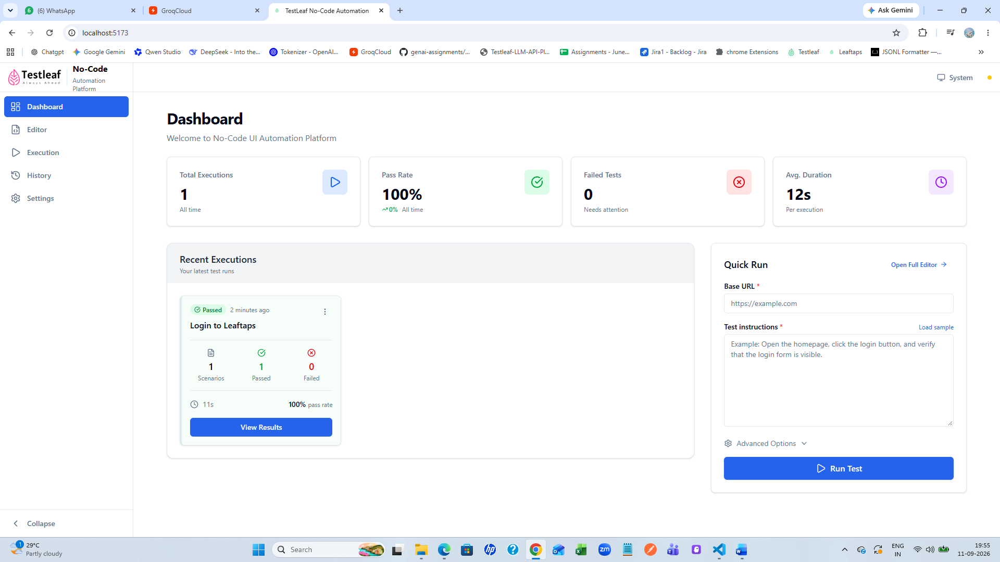 6
(6) WhatsApp
GroqCloud
TestLeaf No-Code Automation
Ask Gemini
localhost:5173
Chatgpt
Google Gemini
Qwen Studio
DeepSeek - Into the...
Tokenizer - OpenAI...
GroqCloud
genai-assignments/...
Testleaf-LLM-API-Pl...
Assignments - June...
Jira1 - Backlog - Jira
chrome Extensions
Testleaf
Leaftaps
JSONL Formatter —...
Testleaf
Always Ahead
No-Code
Automation
Platform
System
Dashboard
Editor
Execution
History
Settings
Collapse
Dashboard
Welcome to No-Code UI Automation Platform
Total Executions
1
All time
Pass Rate
100%
0% All time
Failed Tests
0
Needs attention
Avg. Duration
12s
Per execution
Recent Executions
Your latest test runs
Passed 2 minutes ago
Login to Leaftaps
1
Scenarios
1
Passed
0
Failed
11s
100% pass rate
View Results
Quick Run
Open Full Editor
Base URL *
https://example.com
Test instructions *
Load sample
Example: Open the homepage, click the login button, and verify
that the login form is visible.
Advanced Options
Run Test
1
29°C
Partly cloudy
Search
hp
zm
ENG
IN
19:55
11-09-2026